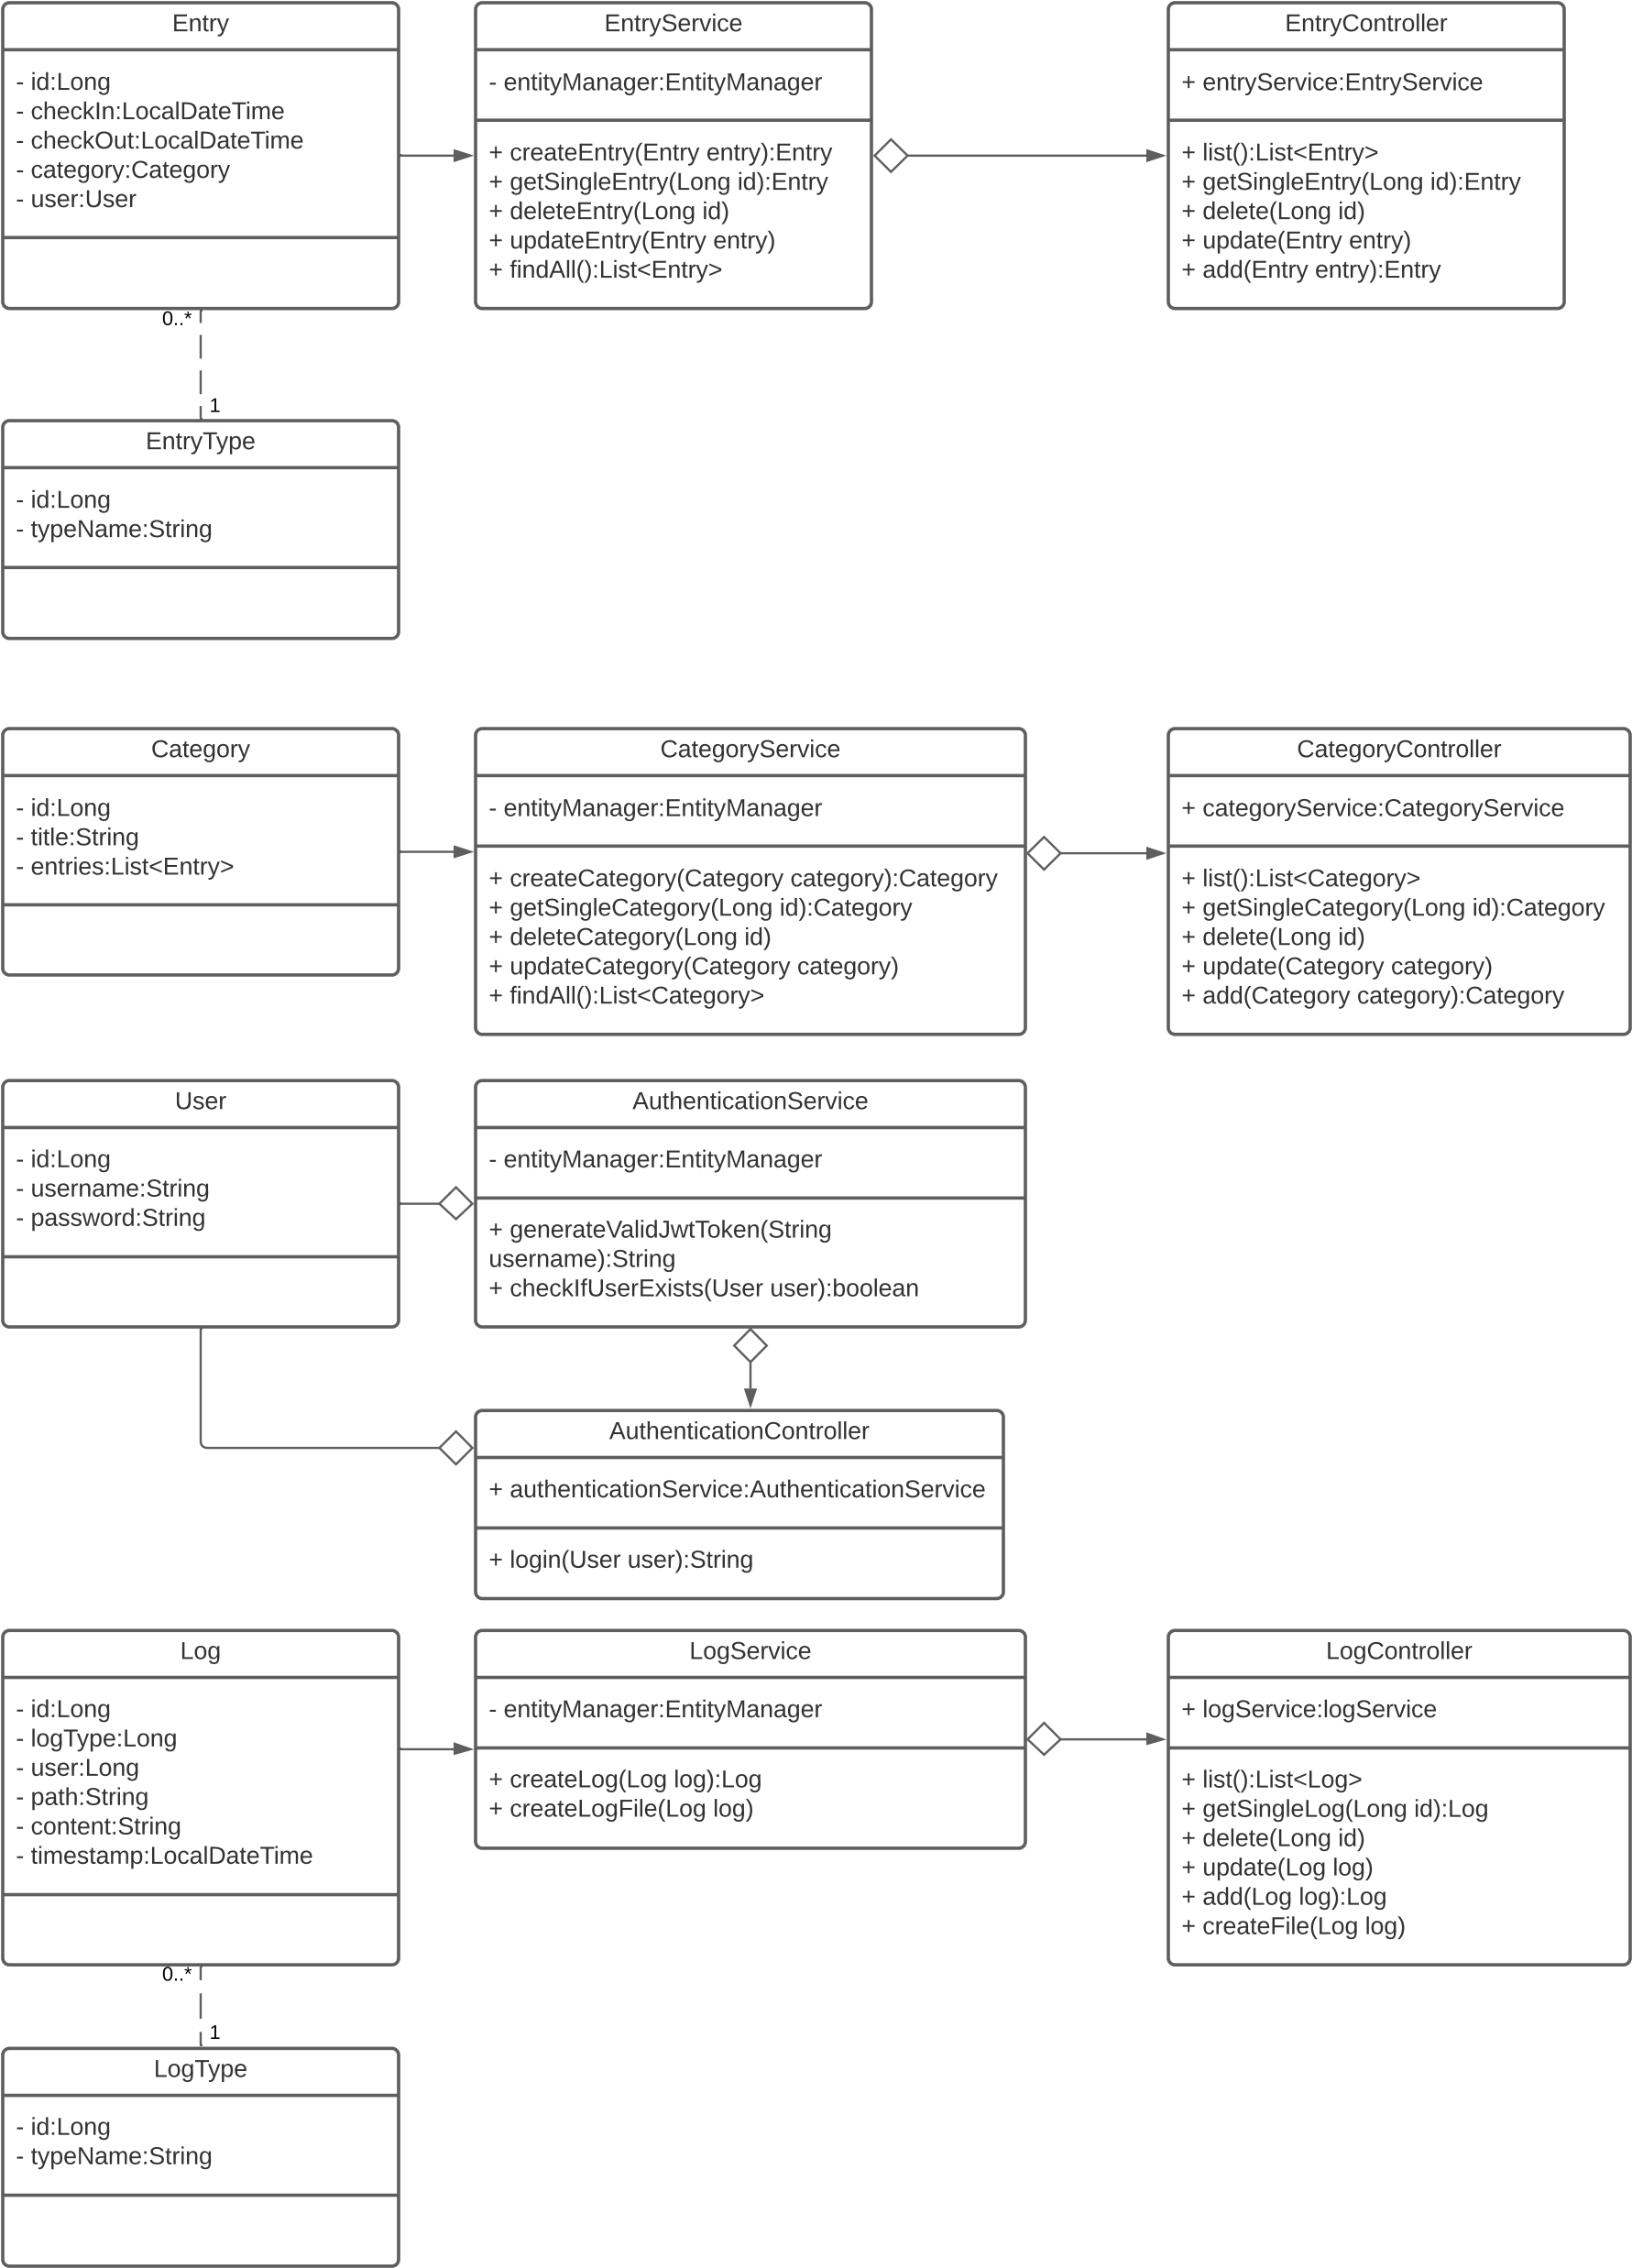 Entry
- id:Long
- checkIn:LocalDateTime
- checkOut:LocalDateTime
- category:Category
- user:User
EntryService
- entityManager:EntityManager
+ createEntry(Entry entry):Entry
+ getSingleEntry(Long id):Entry
+ deleteEntry(Long id)
+ updateEntry(Entry entry)
+ findAll():List<Entry>
EntryController
+ entryService:EntryService
+ list():List<Entry>
+ getSingleEntry(Long id):Entry
+ delete(Long id)
+ update(Entry entry)
+ add(Entry entry):Entry
0..*
1
EntryType
- id:Long
- typeName:String
Category
- id:Long
- title:String
- entries:List<Entry>
CategoryService
- entityManager:EntityManager
+ createCategory(Category category):Category
+ getSingleCategory(Long id):Category
+ deleteCategory(Long id)
+ updateCategory(Category category)
+ findAll():List<Category>
CategoryController
+ categoryService:CategoryService
+ list():List<Category>
+ getSingleCategory(Long id):Category
+ delete(Long id)
+ update(Category category)
+ add(Category category):Category
User
- id:Long
- username:String
- password:String
AuthenticationService
- entityManager:EntityManager
+ generateValidJwtToken(String
username):String
+ checkIfUserExists(User user):boolean
AuthenticationController
+ authenticationService:AuthenticationService
+ login(User user):String
Log
- id:Long
- logType:Long
- user:Long
- path:String
- content:String
- timestamp:LocalDateTime
LogService
- entityManager:EntityManager
+ createLog(Log log):Log
+ createLogFile(Log log)
LogController
+ logService:logService
+ list():List<Log>
+ getSingleLog(Long id):Log
+ delete(Long id)
+ update(Log log)
+ add(Log log):Log
+ createFile(Log log)
0..*
1
LogType
- id:Long
- typeName:String